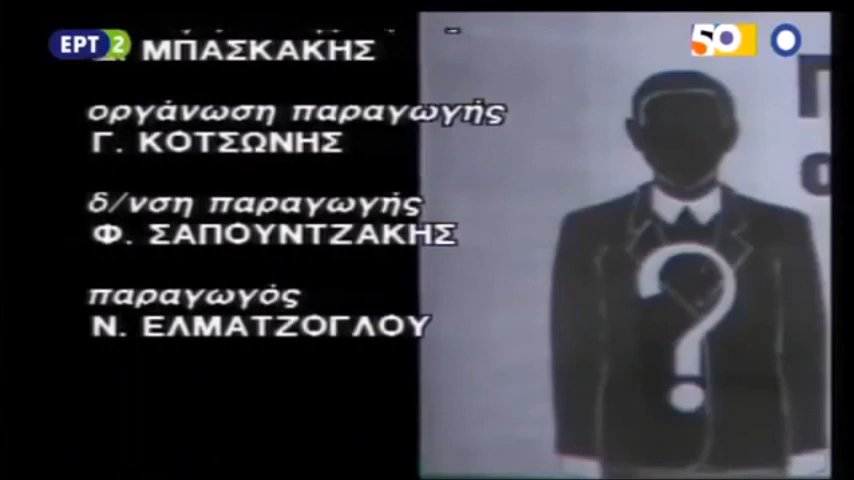 ΕΡΤ2
50
ΜΠΑΣΚΑΚΗΣ
οργάνωση παραγωγής
Γ. ΚΟΤΣΩΝΗΣ
δ/νση παραγωγής
Φ. ΣΑΠΟΥΝΤΖΑΚΗΣ
παραγωγός
Ν. ΕΛΜΑΤΖΟΓΛΟΥ
?